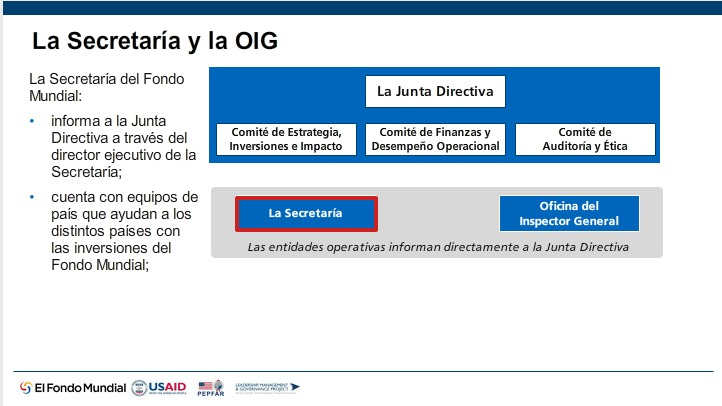 La Secretaría y la OIG
La Secretaría del Fondo
Mundial:
• informa a la Junta
Directiva a través del
director ejecutivo de la
Secretaría;
• cuenta con equipos de
país que ayudan a los
distintos países con
las inversiones del
Fondo Mundial;
La Junta Directiva
Comité de Estrategia,
Inversiones e Impacto
Comité de Finanzas y
Desempeño Operacional
Comité de
Auditoría y Ética
La Secretaría
Oficina del
Inspector General
Las entidades operativas informan directamente a la Junta Directiva
El Fondo Mundial
USAID
PEPFAR
LEADERSHIP, MANAGEMENT
& GOVERNANCE PROJECT